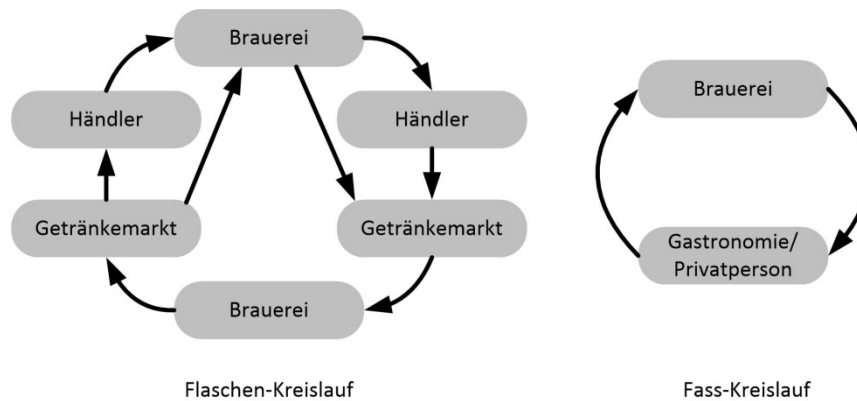 Brauerei
Händler
Händler
Getränkemarkt
Getränkemarkt
Brauerei
Flaschen-Kreislauf
Brauerei
Gastronomie/
Privatperson
Fass-Kreislauf